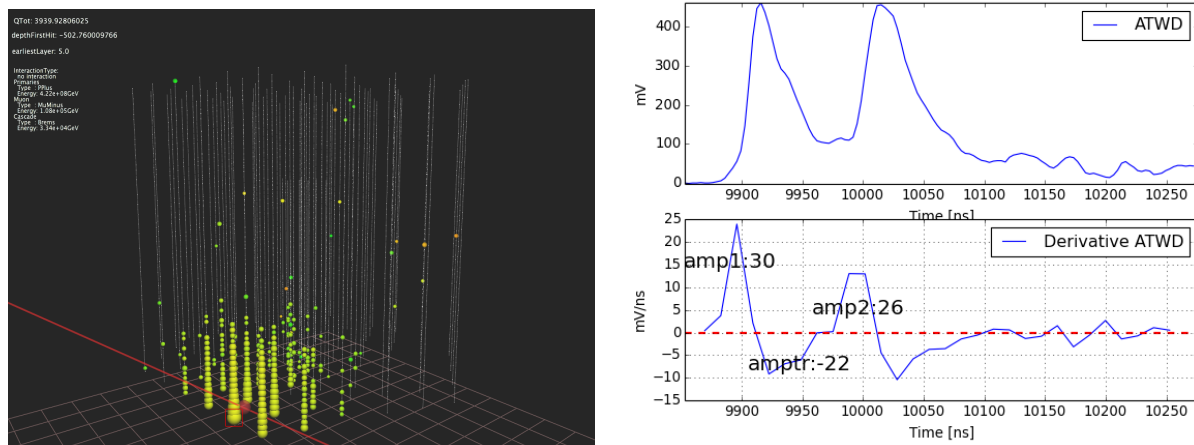 QTot: 3939.92806025
depthFirstHit: -502.760009766
earliestLayer: 5.0
InteractionType:
no interaction
Primaries
Type : PPlus
Energy: 4.22e+08GeV
Muon
Type : MuMinus
Energy: 1.08e+05GeV
Cascade
Type : Brems
Energy: 3.34e+04GeV
ATWD
400
300
200
100
0
mV
9900 9950 10000 10050 10100 10150 10200 10250
Time [ns]
Derivative ATWD
25
20
15
10
5
0
−5
−10
−15
mV/ns
amp1:30
amp2:26
amptr:-22
9900 9950 10000 10050 10100 10150 10200 10250
Time [ns]